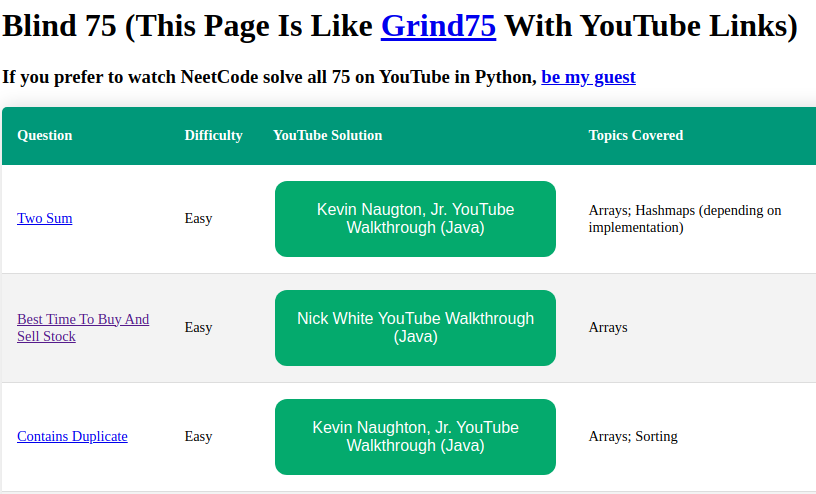 Blind 75 (This Page Is Like Grind75 With YouTube Links)
If you prefer to watch NeetCode solve all 75 on YouTube in Python, be my guest
Question Difficulty YouTube Solution Topics Covered
Two Sum
Easy
Kevin Naugton, Jr. YouTube
Walkthrough (Java)
Arrays; Hashmaps (depending on
implementation)
Best Time To Buy And
Sell Stock
Easy
Nick White YouTube Walkthrough
(Java)
Arrays
Contains Duplicate
Easy
Kevin Naughton, Jr. YouTube
Walkthrough (Java)
Arrays; Sorting